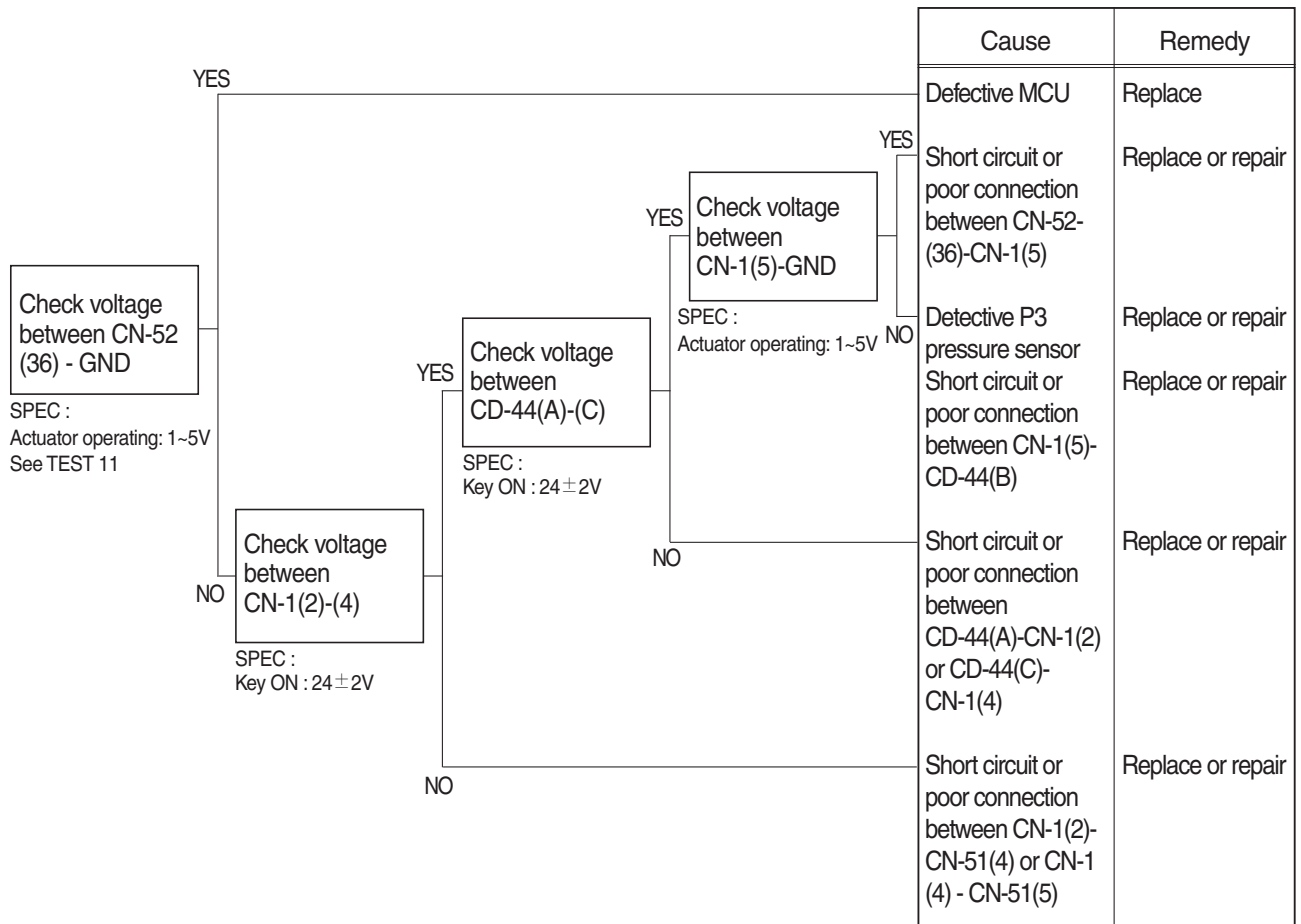 Cause
Remedy
YES
Defective MCU
Replace
YES
Short circuit or
poor connection
between CN-52-
(36)-CN-1(5)
Replace or repair
YES
Check voltage
between
CN-1(5)-GND
SPEC :
Actuator operating: 1~5V
NO
Detective P3
pressure sensor
Replace or repair
Short circuit or
poor connection
between CN-1(5)-
CD-44(B)
Replace or repair
Check voltage
between CN-52
(36) - GND
SPEC :
Actuator operating: 1~5V
See TEST 11
YES
Check voltage
between
CD-44(A)-(C)
SPEC :
Key ON : 24±2V
NO
Short circuit or
poor connection
between
CD-44(A)-CN-1(2)
or CD-44(C)-
CN-1(4)
Replace or repair
NO
Check voltage
between
CN-1(2)-(4)
SPEC :
Key ON : 24±2V
NO
Short circuit or
poor connection
between CN-1(2)-
CN-51(4) or CN-1
(4) - CN-51(5)
Replace or repair